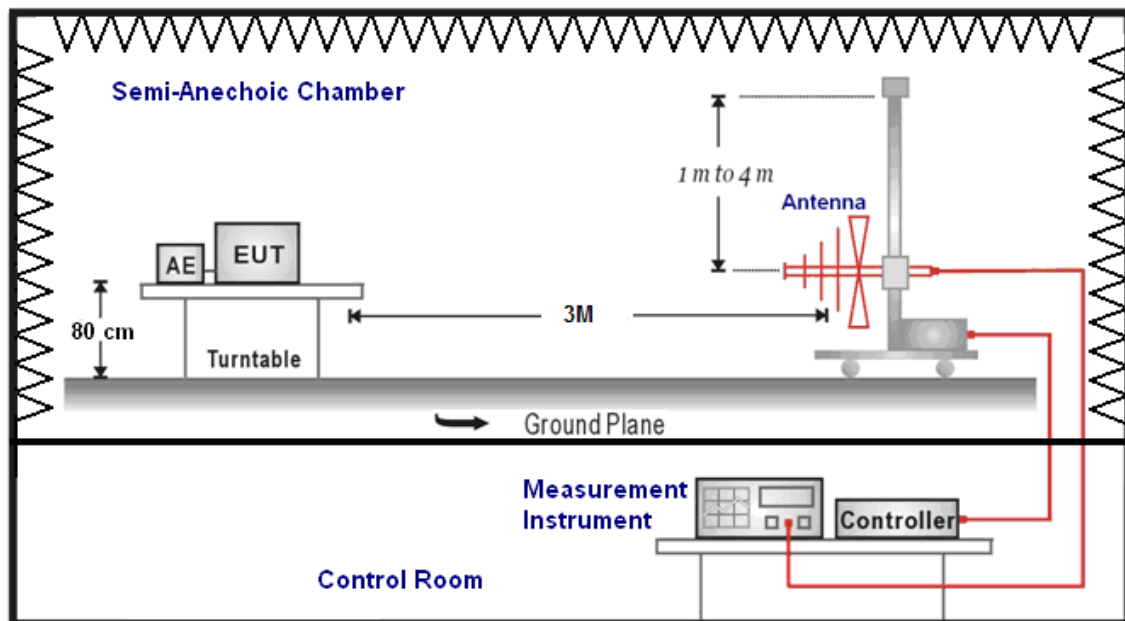 Semi-Anechoic Chamber
1 m to 4 m
Antenna
AE
EUT
80 cm
3M
Turntable
Ground Plane
Measurement
Instrument
Controller
Control Room